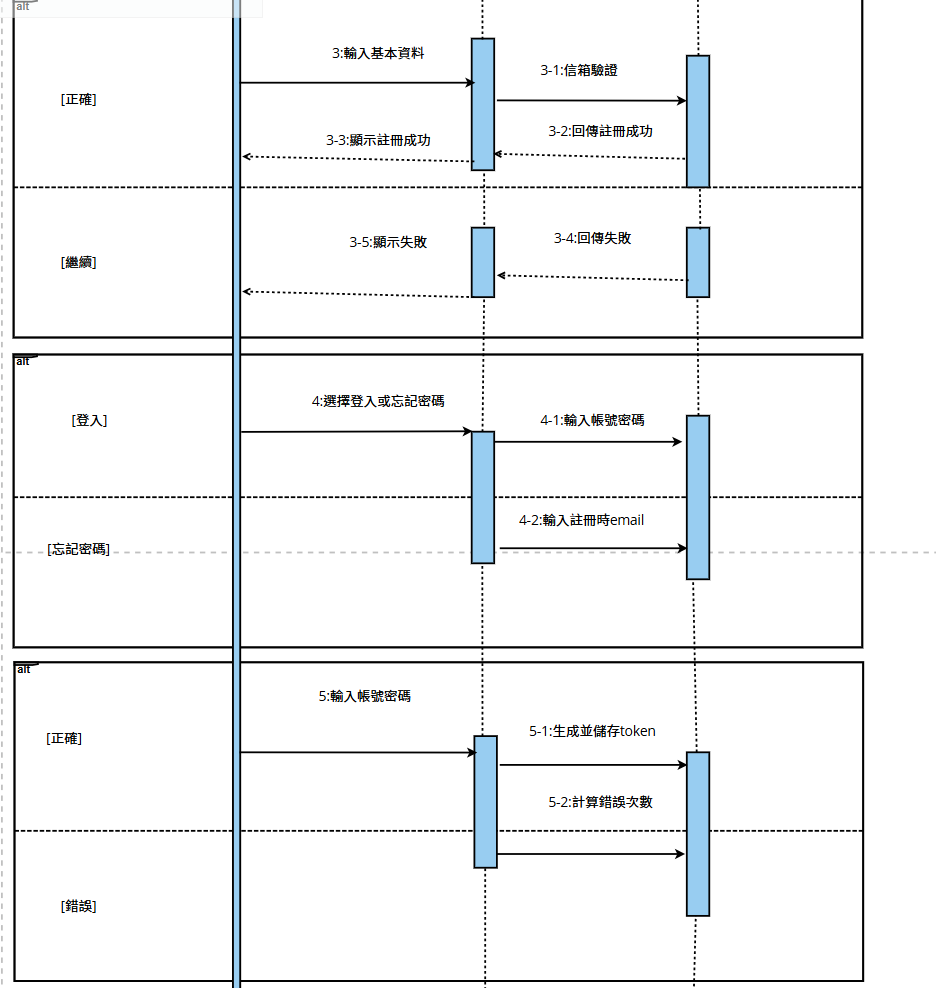 alt
3:輸入基本資料
3-1:信箱驗證
[正確]
3-2:回傳註冊成功
3-3:顯示註冊成功
3-4:回傳失敗
3-5:顯示失敗
[繼續]
alt
4:選擇登入或忘記密碼
[登入]
4-1:輸入帳號密碼
4-2:輸入註冊時email
[忘記密碼]
alt
5:輸入帳號密碼
5-1:生成並儲存token
[正確]
5-2:計算錯誤次數
[錯誤]